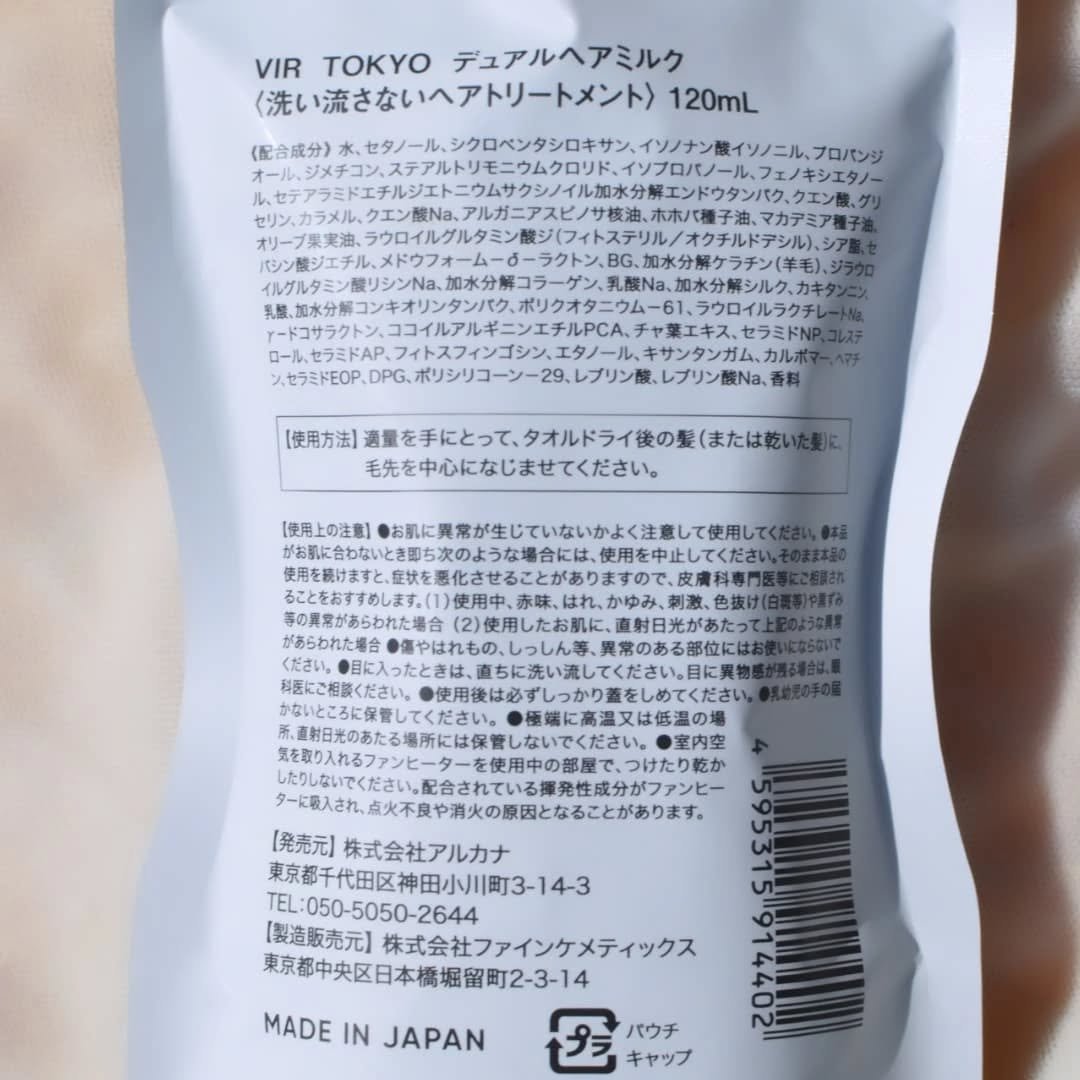 VIR TOKYO デュアルヘアミルク
〈洗い流さないヘアトリートメント〉 120mL
《配合成分》水、セタノール、シクロペンタシロキサン、イソノナン酸イソノニル、プロパンジ
オール、ジメチコン、ステアルトリモニウムクロリド、イソプロパノール、フェノキシエタノー
ル、セテアラミドエチルジエトニウムサクシノイル加水分解エンドウタンパク、クエン酸、グリ
セリン、カラメル、クエン酸Na、アルガニアスピノサ核油、ホホバ種子油、マカデミア種子油、
オリーブ果実油、ラウロイルグルタミン酸ジ(フイトステリル/オクチルドデシル)、シア脂、セ
バシン酸ジエチル、メドウフォーム-δ-ラクトン、BG、加水分解ケラチン(羊毛)、ジラウロ
イルグルタミン酸リシンNa、加水分解コラーゲン、乳酸Na、加水分解シルク、カキタンニン、
乳酸、加水分解コンキオリンタンパク、ポリクオタニウム-61、ラウロイルラクチレートNa、
γ-ドコサラクトン、ココイルアルギニンエチルPCA、チャ葉エキス、セラミドNP、コレステ
ロール、セラミドAP、フィトスフィンゴシン、エタノール、キサンタンガム、カルボマー、ヘマチ
ン、セラミドEOP、DPG、ポリシリコーン-29、レブリン酸、レブリン酸Na、香料
【使用方法】適量を手にとって、タオルドライ後の髪(または乾いた髪)に、
毛先を中心になじませてください。
【使用上の注意】●お肌に異常が生じていないかよく注意して使用してください。●本品
がお肌に合わないとき即ち次のような場合には、使用を中止してください。そのまま本品の
使用を続けますと、症状を悪化させることがありますので、皮膚科専門医等にご相談され
ることをおすすめします。(1)使用中、赤味、はれ、かゆみ、刺激、色抜け(白斑等)や黒ずみ
等の異常があらわれた場合 (2)使用したお肌に、直射日光があたって上記のような異常
があらわれた場合 ●傷やはれもの、しっしん等、異常のある部位にはお使いにならないで
ください。●目に入ったときは、直ちに洗い流してください。目に異物感が残る場合は、眼
科医にご相談ください。●使用後は必ずしっかり蓋をしめてください。●乳幼児の手の届
かないところに保管してください。●極端に高温又は低温の場
所、直射日光のあたる場所には保管しないでください。●室内空
気を取り入れるファンヒーターを使用中の部屋で、つけたり乾か
したりしないでください。配合されている揮発性成分がファンヒー
ターに吸入され、点火不良や消火の原因となることがあります。
【発売元】株式会社アルカナ
東京都千代田区神田小川町3-14-3
TEL:050-5050-2644
【製造販売元】株式会社ファインケメティックス
東京都中央区日本橋堀留町2-3-14
MADE IN JAPAN
プラ
パウチ
キャップ
4 595315 914402